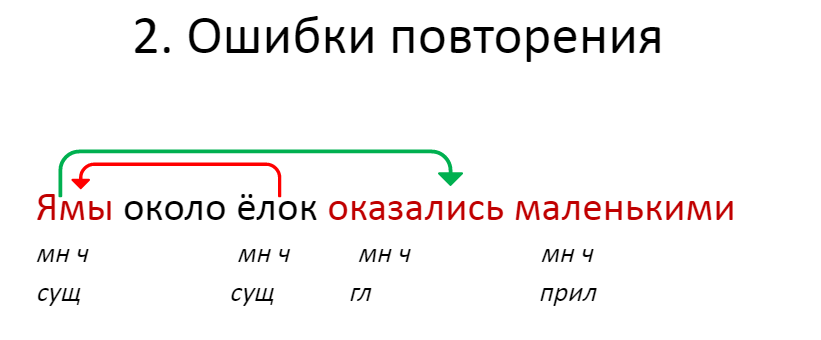 2. Ошибки повторения
Ямы около ёлок оказались маленькими
мн ч мн ч мн ч мн ч
сущ сущ гл прил